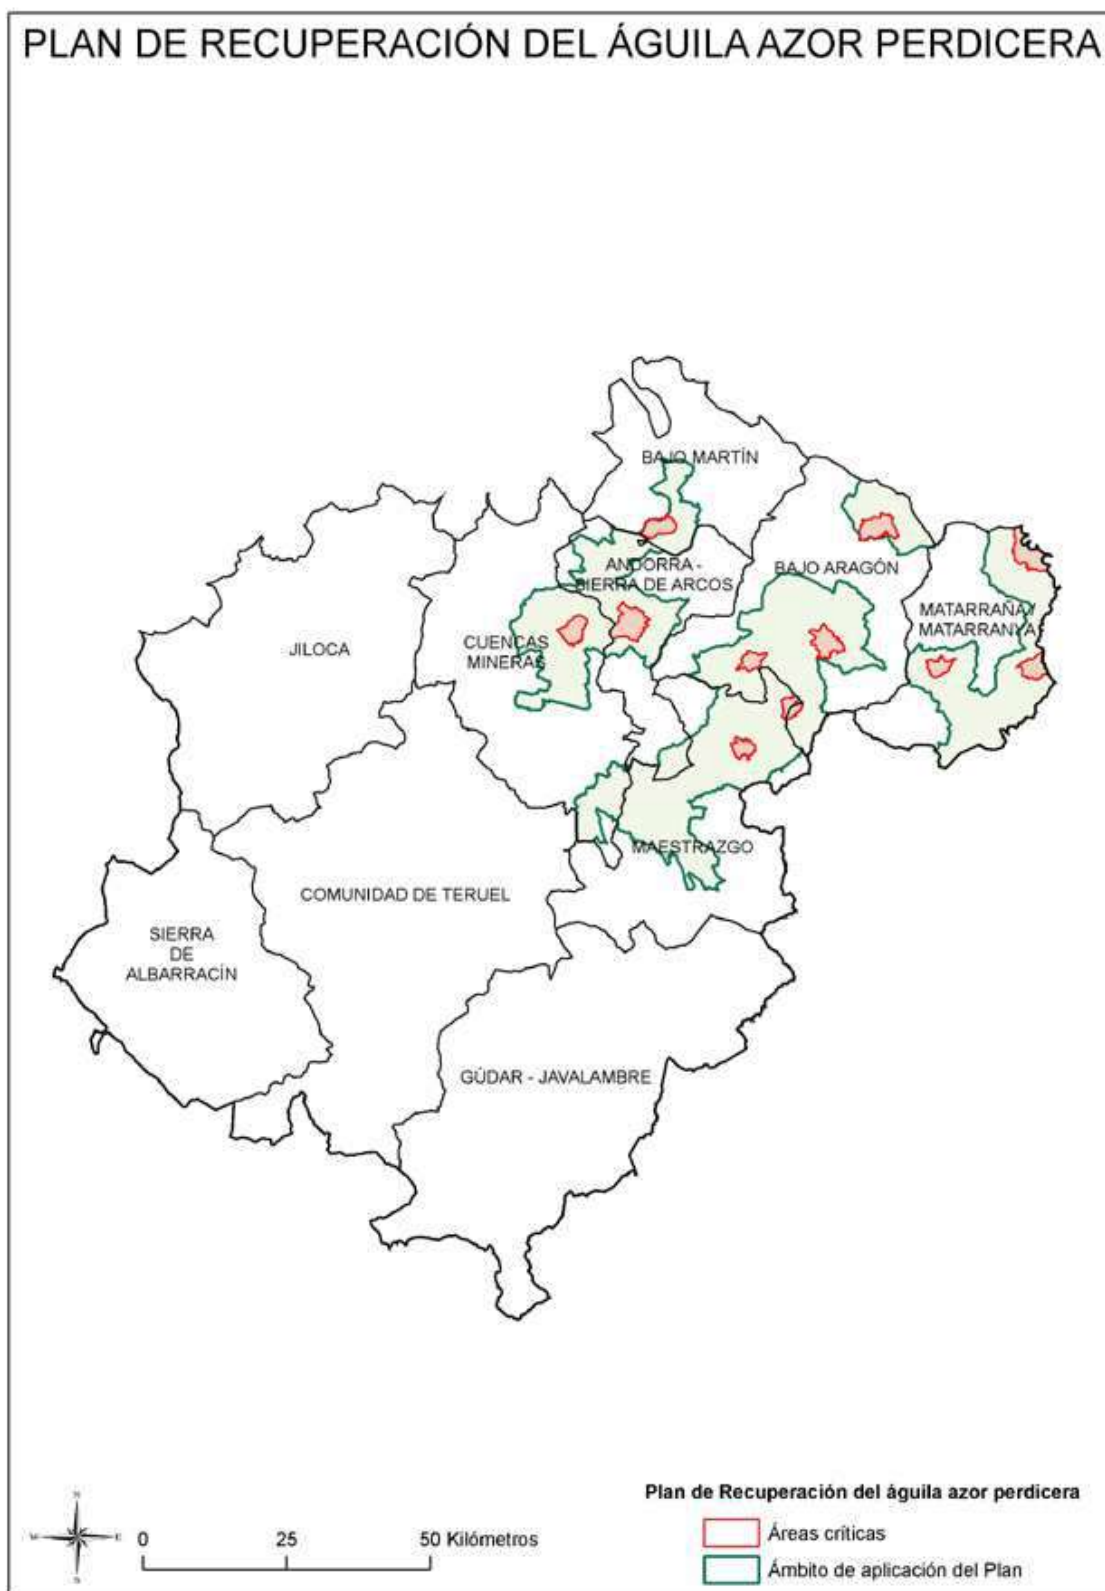 PLAN DE RECUPERACIÓN DEL ÁGUILA AZOR PERDICERA
BAJO MARTÍN
ANDORRA -
SIERRA DE ARCOS
BAJO ARAGÓN
MATARRAÑA/
MATARRANYA
CUENCAS
MINERAS
JILOCA
MAESTRAZGO
COMUNIDAD DE TERUEL
SIERRA
DE
ALBARRACÍN
GÚDAR - JAVALAMBRE
N
W
E
S
0 25 50 Kilómetros
Plan de Recuperación del águila azor perdicera
Áreas críticas
Ámbito de aplicación del Plan